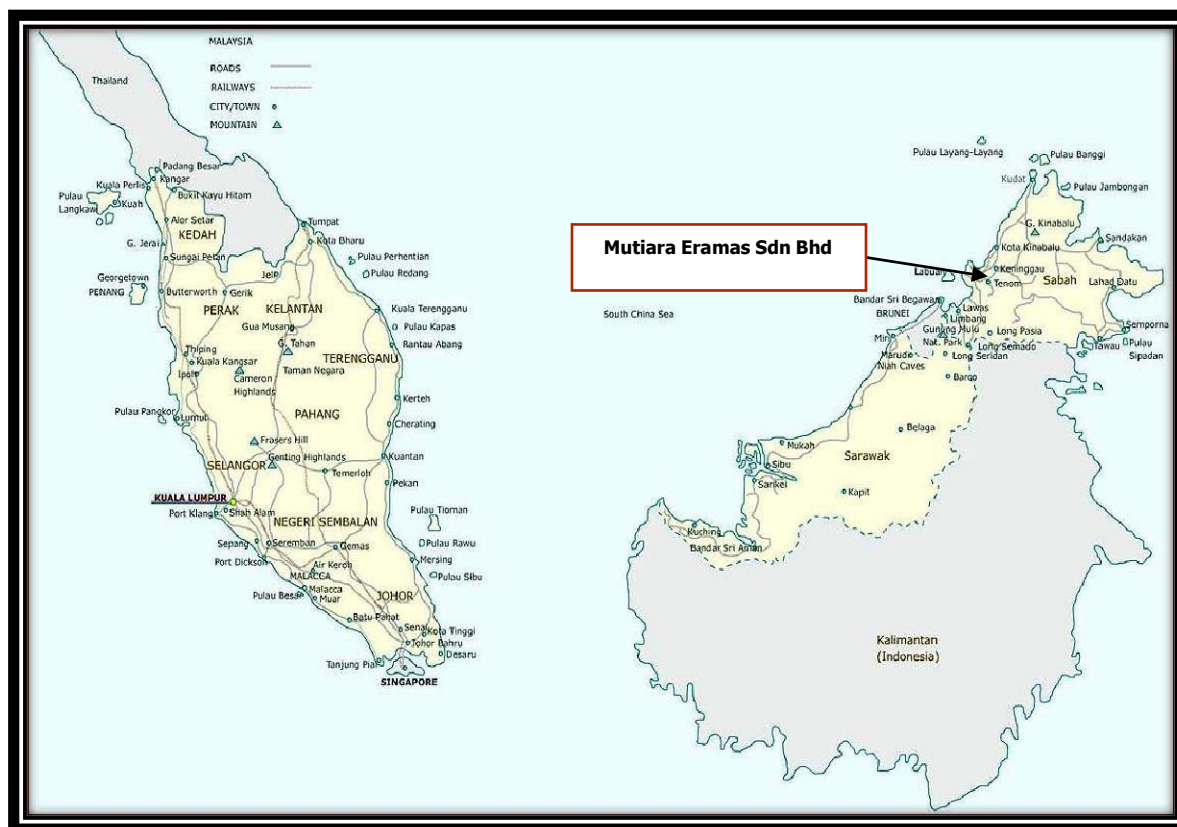 MALAYSIA
ROADS
RAILWAYS
CITY/TOWN
MOUNTAIN
Thailand
Padang Besar
Kangar
Kuala Perlis
Bukit Kayu Hitam
Pulau
Langkawi
Kuah
Alor Setar
KEDAH
G. Jerai
Sungai Petan
Georgetown
PENANG
Butterworth
Gerik
PERAK
Tumpat
Kota Bharu
Pulau Perhentian
Pulau Redang
Jeli
KELANTAN
Gua Musang
G. Tahan
Taman Negara
Kuala Terengganu
Pulau Kapas
Rantau Abang
TERENGGANU
Thiping
Kuala Kangsar
Ipoh
Cameron
Highlands
Pulau Pangkor
Lumut
PAHANG
Kerteh
Cherating
Frasers Hill
Genting Highlands
SELANGOR
Temerloh
Kuantan
Pekan
KUALA LUMPUR
Port Klang
Shah Alam
NEGERI SEMBALAN
Pulau Tioman
Sepang
Seremban
Gemas
Pulau Rawu
Port Dickson
Air Keroh
MALACCA
Mersing
Pulau Sibu
Pulau Besar
Malacca
Muar
JOHOR
Batu Pahat
Senai
Kota Tinggi
Johor Bahru
Desaru
Tanjung Piai
SINGAPORE
Mutiara Eramas Sdn Bhd
South China Sea
Pulau Layang-Layang
Pulau Banggi
Kudat
Pulau Jambongan
G. Kinabalu
Kota Kinabalu
Sandakan
Labuan
Keningau
Tenom
Sabah
Lahad Datu
Bandar Sri Begawan
BRUNEI
Lawas
Limbang
Gunung Mulu
Nat. Park
Long Pasia
Long Semado
Semporna
Tawau
Pulau
Sipadan
Miri
Marudi
Niah Caves
Long Seridan
Bareo
Belaga
Mukah
Sibu
Sarawak
Sarikei
Kapit
Kuching
Bandar Sri Aman
Kalimantan
(Indonesia)